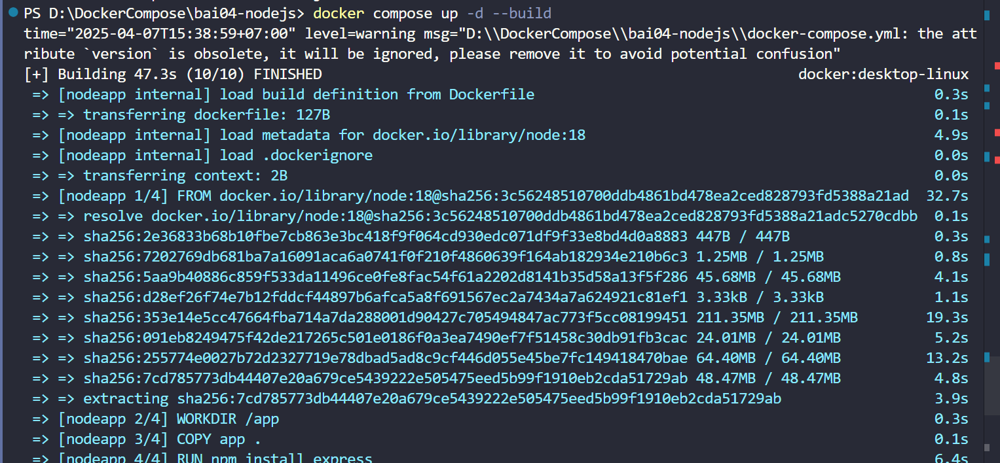 PS D:\DockerCompose\bai04-nodejs> docker compose up -d --build
time="2025-04-07T15:38:59+07:00" level=warning msg="D:\\DockerCompose\\bai04-nodejs\\docker-compose.yml: the att
ribute `version` is obsolete, it will be ignored, please remove it to avoid potential confusion"
[+] Building 47.3s (10/10) FINISHED docker:desktop-linux
=> [nodeapp internal] load build definition from Dockerfile 0.3s
=> => transferring dockerfile: 127B 0.1s
=> [nodeapp internal] load metadata for docker.io/library/node:18 4.9s
=> [nodeapp internal] load .dockerignore 0.0s
=> => transferring context: 2B 0.0s
=> [nodeapp 1/4] FROM docker.io/library/node:18@sha256:3c56248510700ddb4861bd478ea2ced828793fd5388a21ad 32.7s
=> => resolve docker.io/library/node:18@sha256:3c56248510700ddb4861bd478ea2ced828793fd5388a21adc5270cdbb 0.1s
=> => sha256:2e36833b68b10fbe7cb863e3bc418f9f064cd930edc071df9f33e8bd4d0a8883 447B / 447B 0.3s
=> => sha256:7202769db681ba7a16091aca6a0741f0f210f4860639f164ab182934e210b6c3 1.25MB / 1.25MB 0.8s
=> => sha256:5aa9b40886c859f533da11496ce0fe8fac54f61a2202d8141b35d58a13f5f286 45.68MB / 45.68MB 4.1s
=> => sha256:d28ef26f74e7b12fddcf44897b6afca5a8f691567ec2a7434a7a624921c81ef1 3.33kB / 3.33kB 1.1s
=> => sha256:353e14e5cc47664fba714a7da288001d90427c705494847ac773f5cc08199451 211.35MB / 211.35MB 19.3s
=> => sha256:091eb8249475f42de217265c501e0186f0a3ea7490ef7f51458c30db91fb3cac 24.01MB / 24.01MB 5.2s
=> => sha256:255774e0027b72d2327719e78dbad5ad8c9cf446d055e45be7fc149418470bae 64.40MB / 64.40MB 13.2s
=> => sha256:7cd785773db44407e20a679ce5439222e505475eed5b99f1910eb2cda51729ab 48.47MB / 48.47MB 4.8s
=> => extracting sha256:7cd785773db44407e20a679ce5439222e505475eed5b99f1910eb2cda51729ab 3.9s
=> [nodeapp 2/4] WORKDIR /app 0.3s
=> [nodeapp 3/4] COPY app . 0.1s
=> [nodeapp 4/4] RUN npm install express 6.4s